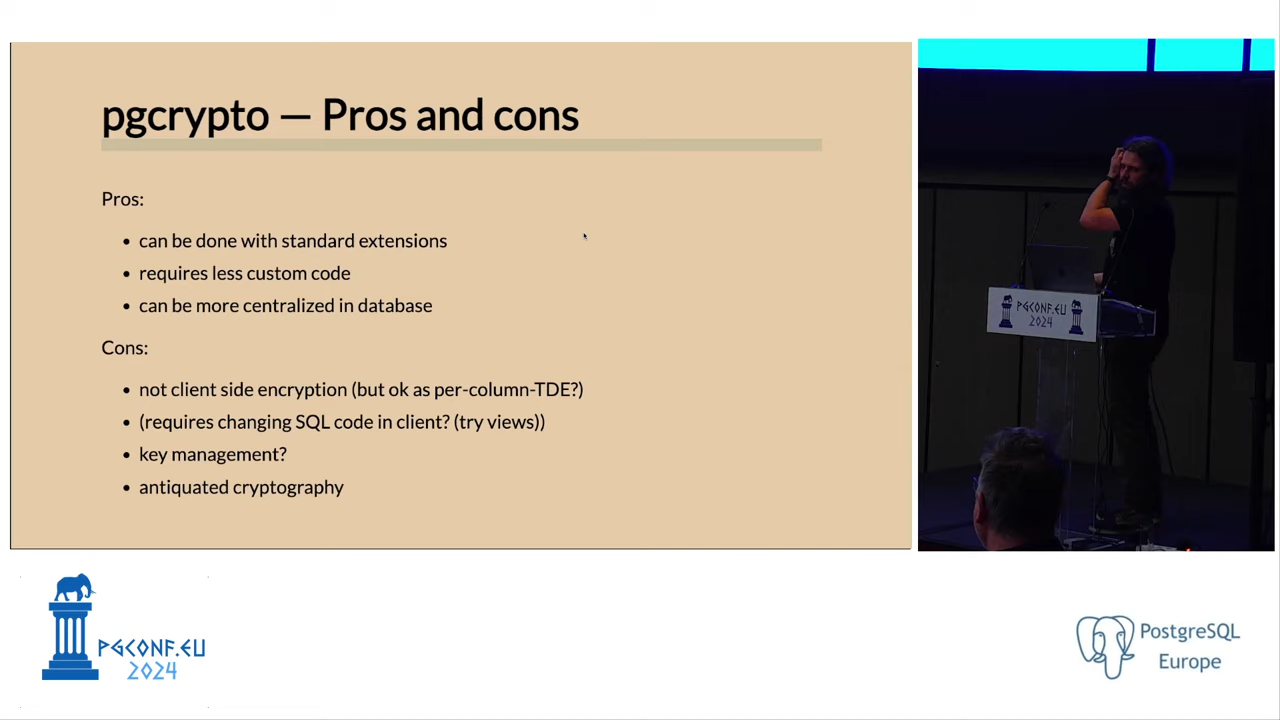 pgcrypto — Pros and cons
Pros:
• can be done with standard extensions
• requires less custom code
• can be more centralized in database
Cons:
• not client side encryption (but ok as per-column-TDE?)
• (requires changing SQL code in client? (try views))
• key management?
• antiquated cryptography
PGCONF.EU
2024
PGCONF.EU
2024
PostgreSQL
Europe